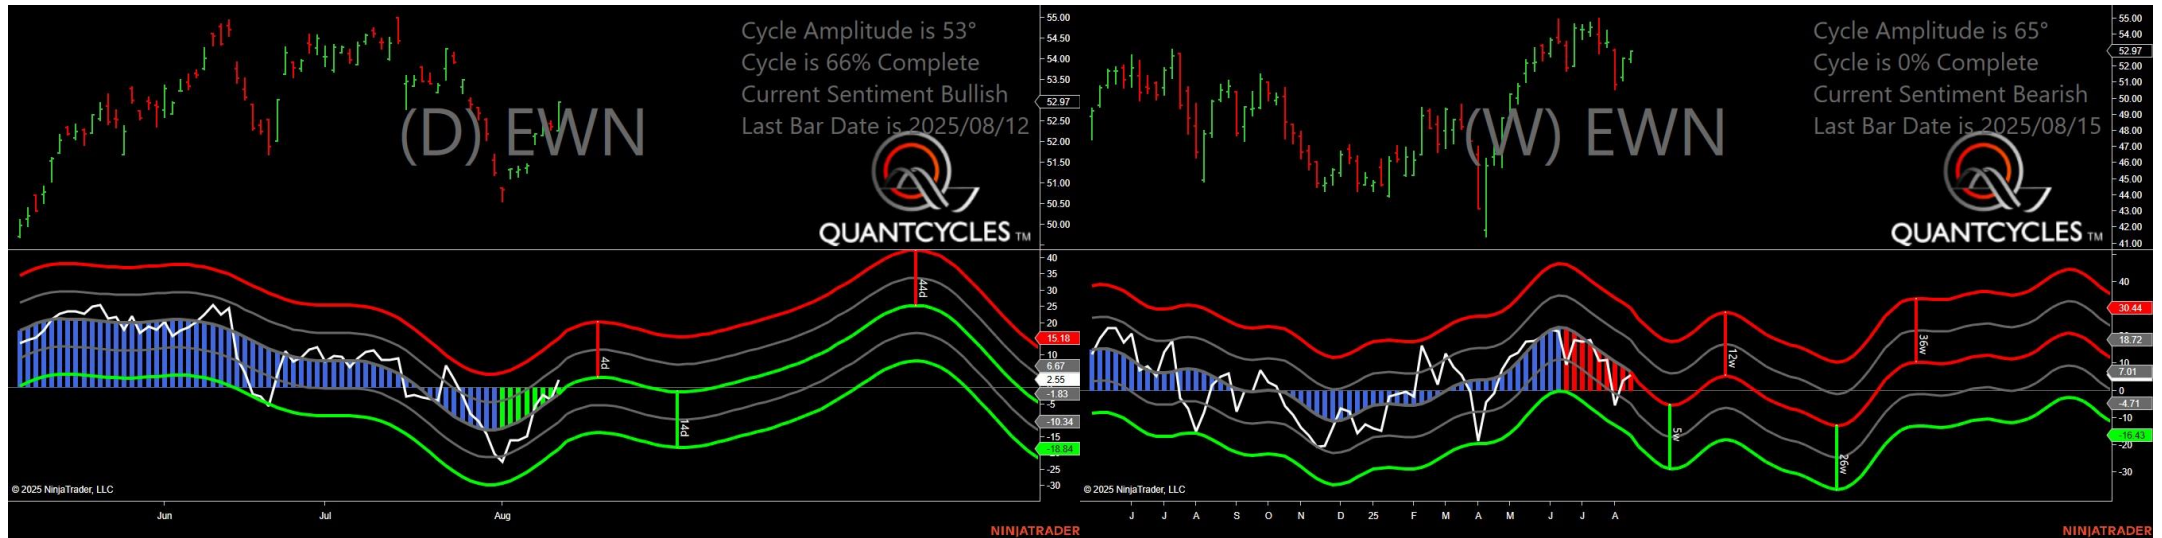 Cycle Amplitude is 53°
Cycle is 66% Complete
Current Sentiment Bullish
Last Bar Date is 2025/08/12
(D) EWN
QUANTCYCLES TM
55.00
54.50
54.00
53.50
52.97
52.50
52.00
51.50
51.00
50.50
50.00
40
35
30
25
20
15.18
10
6.67
2.55
-1.83
-5
-10.34
-15
-18.84
-25
-30
4d
14d
44d
© 2025 NinjaTrader, LLC
Jun
Jul
Aug
NINJATRADER
Cycle Amplitude is 65°
Cycle is 0% Complete
Current Sentiment Bearish
Last Bar Date is 2025/08/15
(W) EWN
QUANTCYCLES TM
55.00
54.00
52.97
52.00
51.00
50.00
49.00
48.00
47.00
46.00
45.00
44.00
43.00
42.00
41.00
40
30.44
18.72
10
7.01
0
-4.71
-10
-16.43
-20
-30
5w
12w
26w
36w
© 2025 NinjaTrader, LLC
J
J
A
S
O
N
D
25
F
M
A
M
J
J
A
NINJATRADER